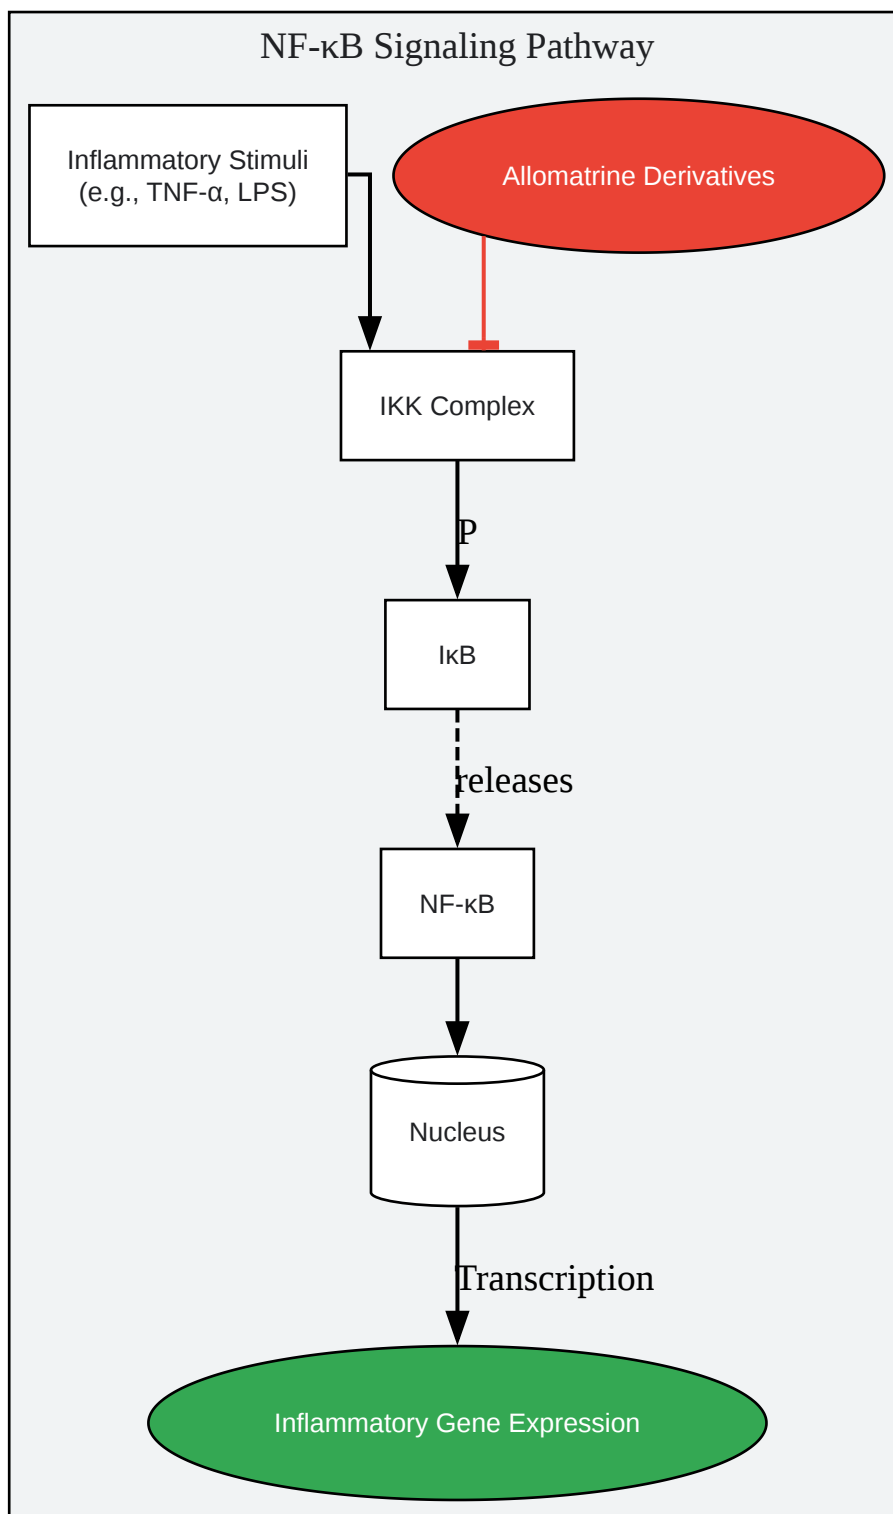 NF-κB Signaling Pathway
Inflammatory Stimuli
(e.g., TNF-α, LPS)
Allomatrine Derivatives
IKK Complex
P
IκB
releases
NF-κB
Nucleus
Transcription
Inflammatory Gene Expression